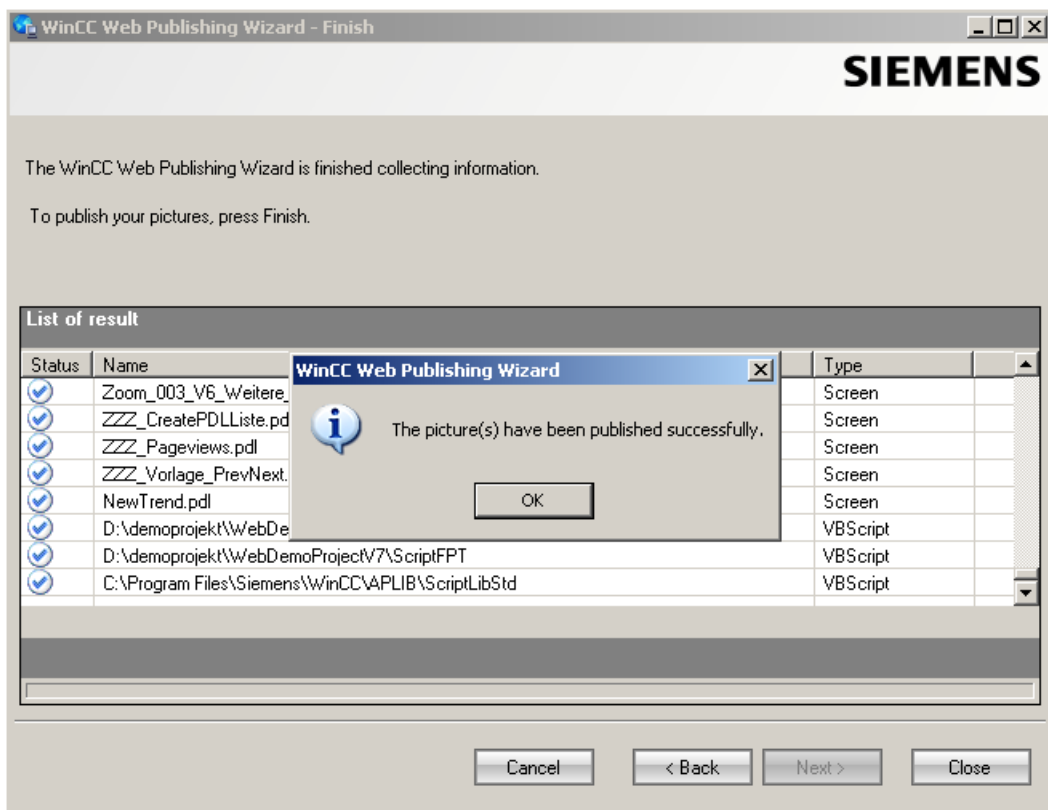 WinCC Web Publishing Wizard - Finish
SIEMENS
The WinCC Web Publishing Wizard is finished collecting information.
To publish your pictures, press Finish.
List of result
Status Name Type
Zoom_003_V6_Weitere_ Screen
ZZZ_CreatePDLListe.pd Screen
ZZZ_Pageviews.pdl Screen
ZZZ_Vorlage_PrevNext. Screen
NewTrend.pdl Screen
D:\demoprojekt\WebDe VBScript
D:\demoprojekt\WebDemoProjectV7\ScriptFPT VBScript
C:\Program Files\Siemens\WinCC\APLIB\ScriptLibStd VBScript
WinCC Web Publishing Wizard
The picture(s) have been published successfully.
OK
Cancel < Back Next > Close